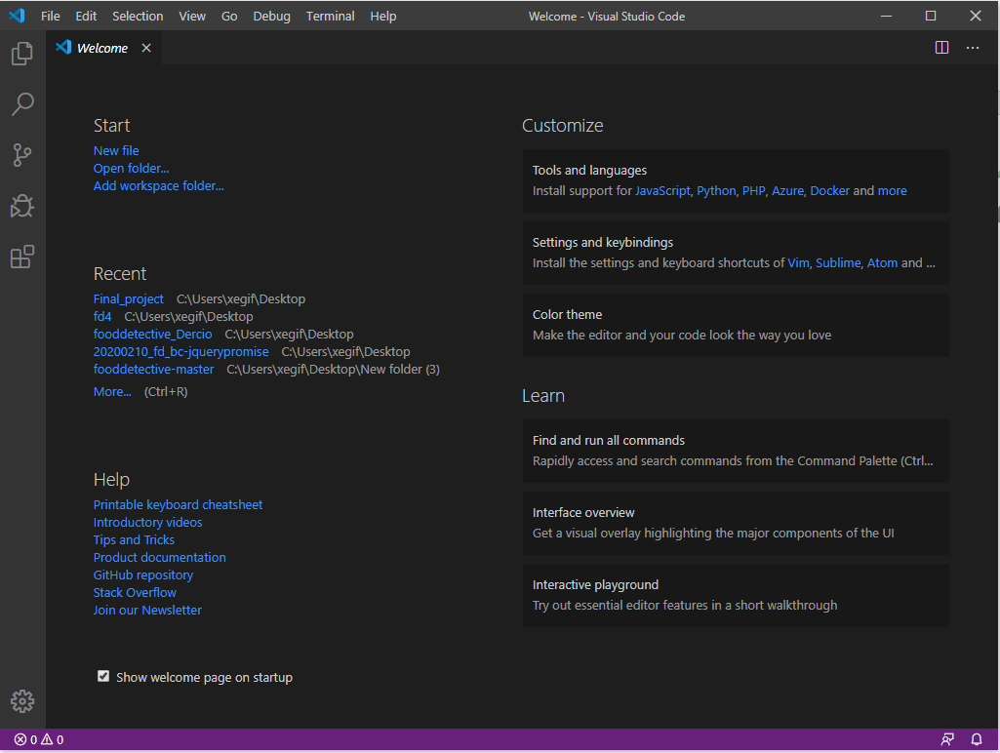 File Edit Selection View Go Debug Terminal Help Welcome - Visual Studio Code
Welcome
Start
New file
Open folder...
Add workspace folder...
Recent
Final_project C:\Users\xegif\Desktop
fd4 C:\Users\xegif\Desktop
fooddetective_Dercio C:\Users\xegif\Desktop
20200210_fd_bc-jquerypromise C:\Users\xegif\Desktop
fooddetective-master C:\Users\xegif\Desktop\New folder (3)
More... (Ctrl+R)
Help
Printable keyboard cheatsheet
Introductory videos
Tips and Tricks
Product documentation
GitHub repository
Stack Overflow
Join our Newsletter
Show welcome page on startup
Customize
Tools and languages
Install support for JavaScript, Python, PHP, Azure, Docker and more
Settings and keybindings
Install the settings and keyboard shortcuts of Vim, Sublime, Atom and ...
Color theme
Make the editor and your code look the way you love
Learn
Find and run all commands
Rapidly access and search commands from the Command Palette (Ctrl...
Interface overview
Get a visual overlay highlighting the major components of the UI
Interactive playground
Try out essential editor features in a short walkthrough
0 0